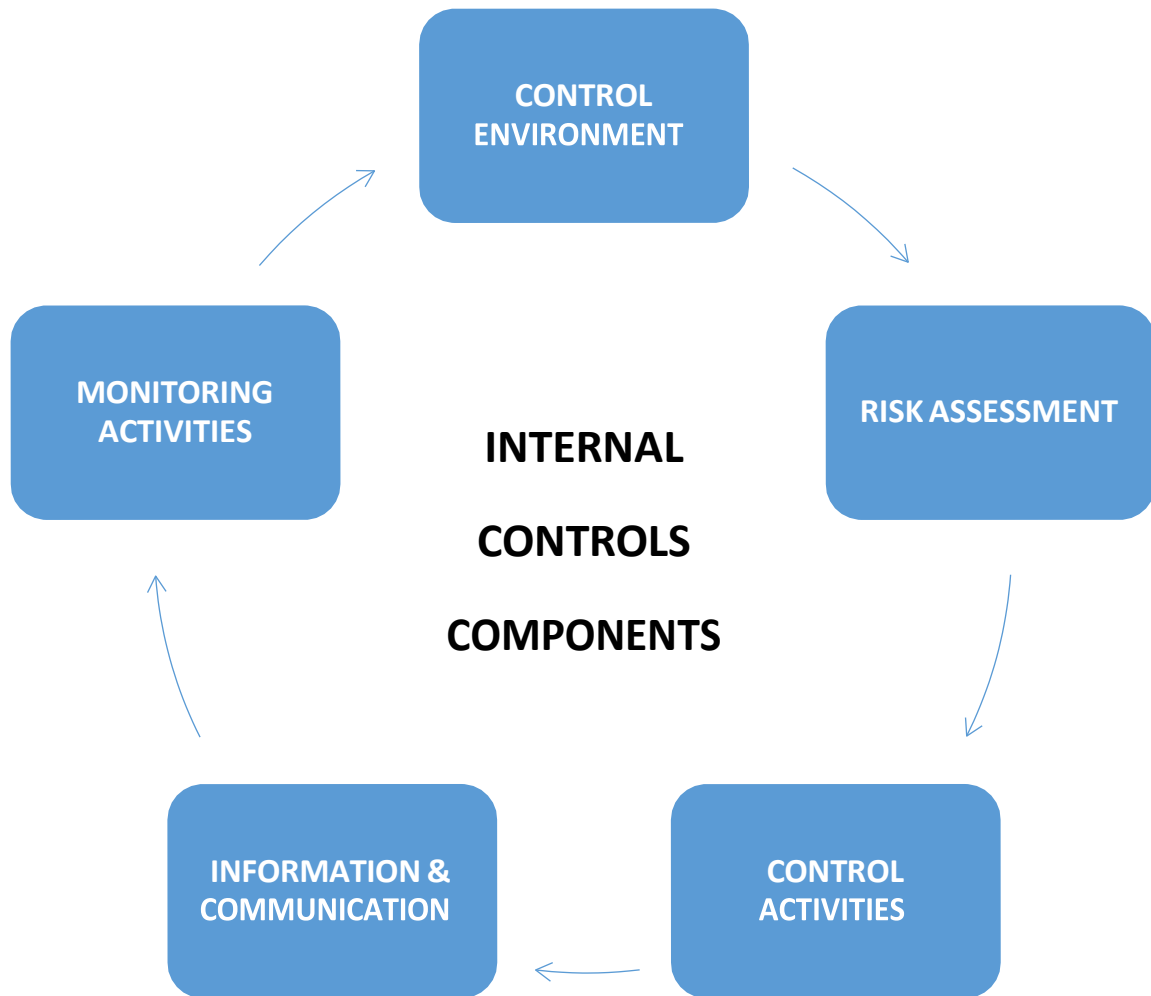 CONTROL
ENVIRONMENT
RISK ASSESSMENT
CONTROL
ACTIVITIES
INFORMATION &
COMMUNICATION
MONITORING
ACTIVITIES
INTERNAL
CONTROLS
COMPONENTS